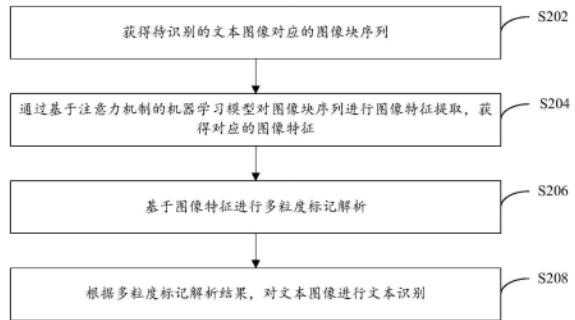 获得待识别的文本图像对应的图像块序列
S202
通过基于注意力机制的机器学习模型对图像块序列进行图像特征提取，获
得对应的图像特征
S204
基于图像特征进行多粒度标记解析
S206
根据多粒度标记解析结果，对文本图像进行文本识别
S208